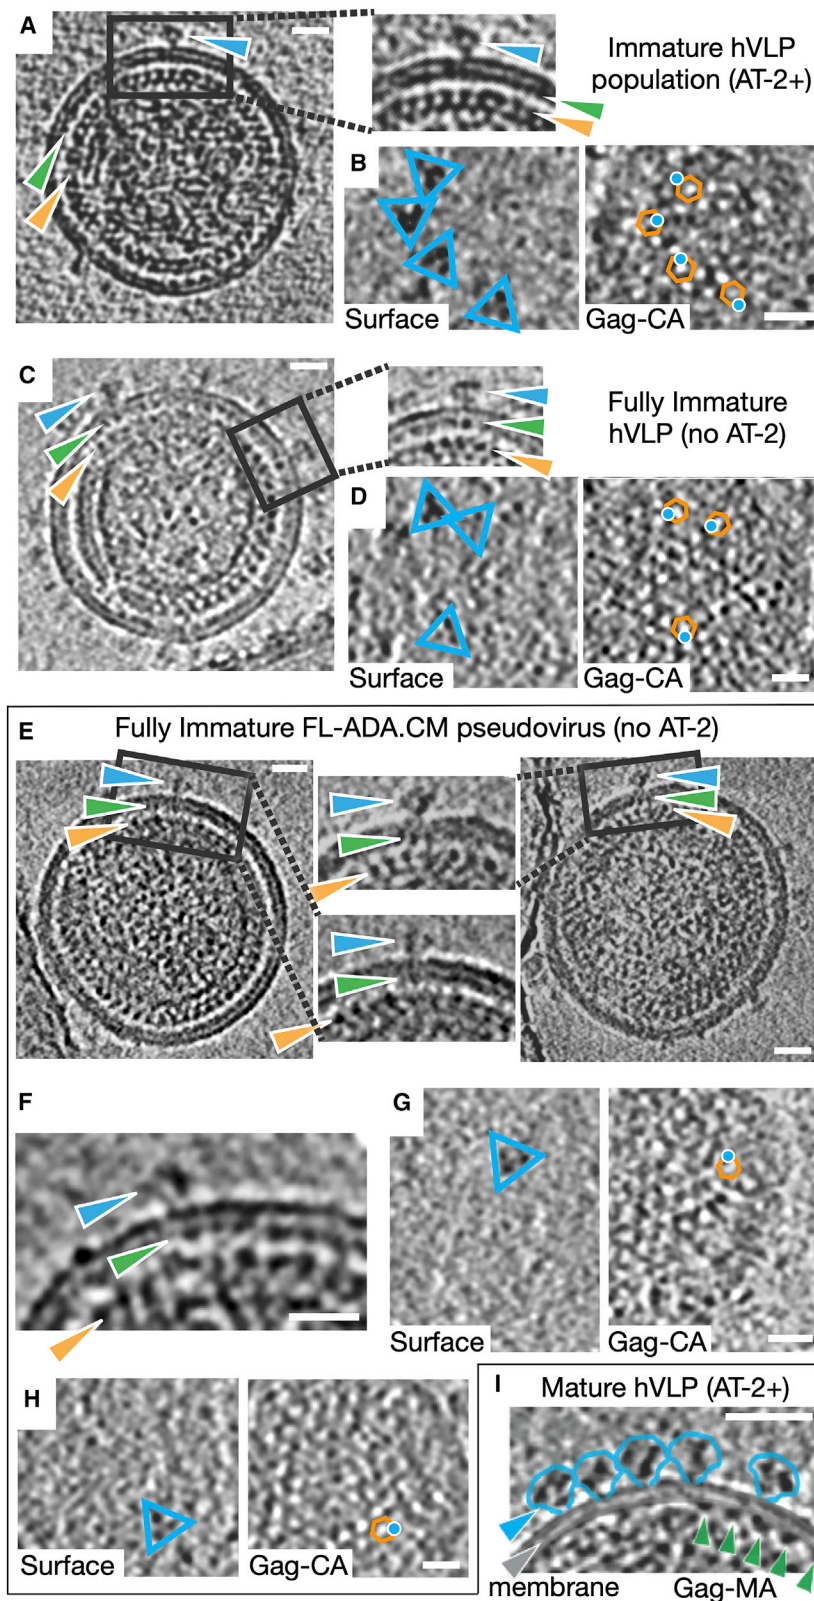 A
Immature hVLP
population (AT-2+)
B
Surface
Gag-CA
C
Fully Immature
hVLP (no AT-2)
D
Surface
Gag-CA
E
Fully Immature FL-ADA.CM pseudovirus (no AT-2)
F
G
Surface
Gag-CA
H
Surface
Gag-CA
I
Mature hVLP (AT-2+)
membrane
Gag-MA